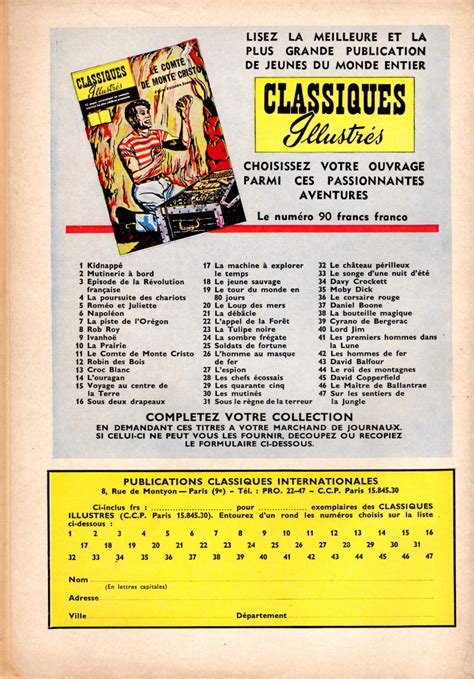 LISEZ LA MEILLEURE ET LA
PLUS GRANDE PUBLICATION
DE JEUNES DU MONDE ENTIER
CLASSIQUES
Illustrés
CLASSIQUES
Illustrés
LE COMTE
DE MONTE CRISTO
CHOISISSEZ VOTRE OUVRAGE
PARMI CES PASSIONNANTES
AVENTURES
Le numéro 90 francs franco
1 Kidnappé
2 Mutinerie à bord
3 Episode de la Révolution
française
4 La poursuite des chariots
5 Roméo et Juliette
6 Napoléon
7 La piste de l'Orégon
8 Rob Roy
9 Ivanhoë
10 La Prairie
11 Le Comte de Monte Cristo
12 Robin des Bois
13 Croc Blanc
14 L'ouragan
15 Voyage au centre de
la Terre
16 Sous deux drapeaux
17 La machine à explorer
le temps
18 Le jeune sauvage
19 Le tour du monde en
80 jours
20 Le Loup des mers
21 La débâcle
22 L'appel de la Forêt
23 La Tulipe noire
24 La sombre frégate
25 Soldats de fortune
26 L'homme au masque
de fer
27 L'espion
28 Les chefs écossais
29 Les quarante cinq
30 Les mutinés
31 Sous le règne de la terreur
32 Le château périlleux
33 Le songe d'une nuit d'été
34 Davy Crockett
35 Moby Dick
36 Le corsaire rouge
37 Daniel Boone
38 La bouteille magique
39 Cyrano de Bergerac
40 Lord Jim
41 Les premiers hommes dans
la Lune
42 Les hommes de fer
43 David Balfour
44 Le roi des montagnes
45 David Copperfield
46 Le Maître de Ballantrae
47 Sur les sentiers de
la Jungle
COMPLETEZ VOTRE COLLECTION
EN DEMANDANT CES TITRES A VOTRE MARCHAND DE JOURNAUX.
SI CELUI-CI NE PEUT VOUS LES FOURNIR, DECOUPEZ OU RECOPIEZ
LE FORMULAIRE CI-DESSOUS.
PUBLICATIONS CLASSIQUES INTERNATIONALES
8, Rue de Montyon — Paris (9e) – Tél. : PRO. 22–47 – C.C.P. Paris 15.845.30
Ci-inclus frs : ........ pour ........ exemplaires des CLASSIQUES
ILLUSTRES (C.C.P. Paris 15.845.30). Entourez d'un rond les numéros choisis sur la liste
ci-dessous :
1 2 3 4 5 6 7 8 9 10 11 12 13 14 15 16
17 18 19 20 21 22 23 24 25 26 27 28 29 30 31
32 33 34 35 36 37 38 39 40 41 42 43 44 45 46 47
Nom
(En lettres capitales)
Adresse
Ville Département